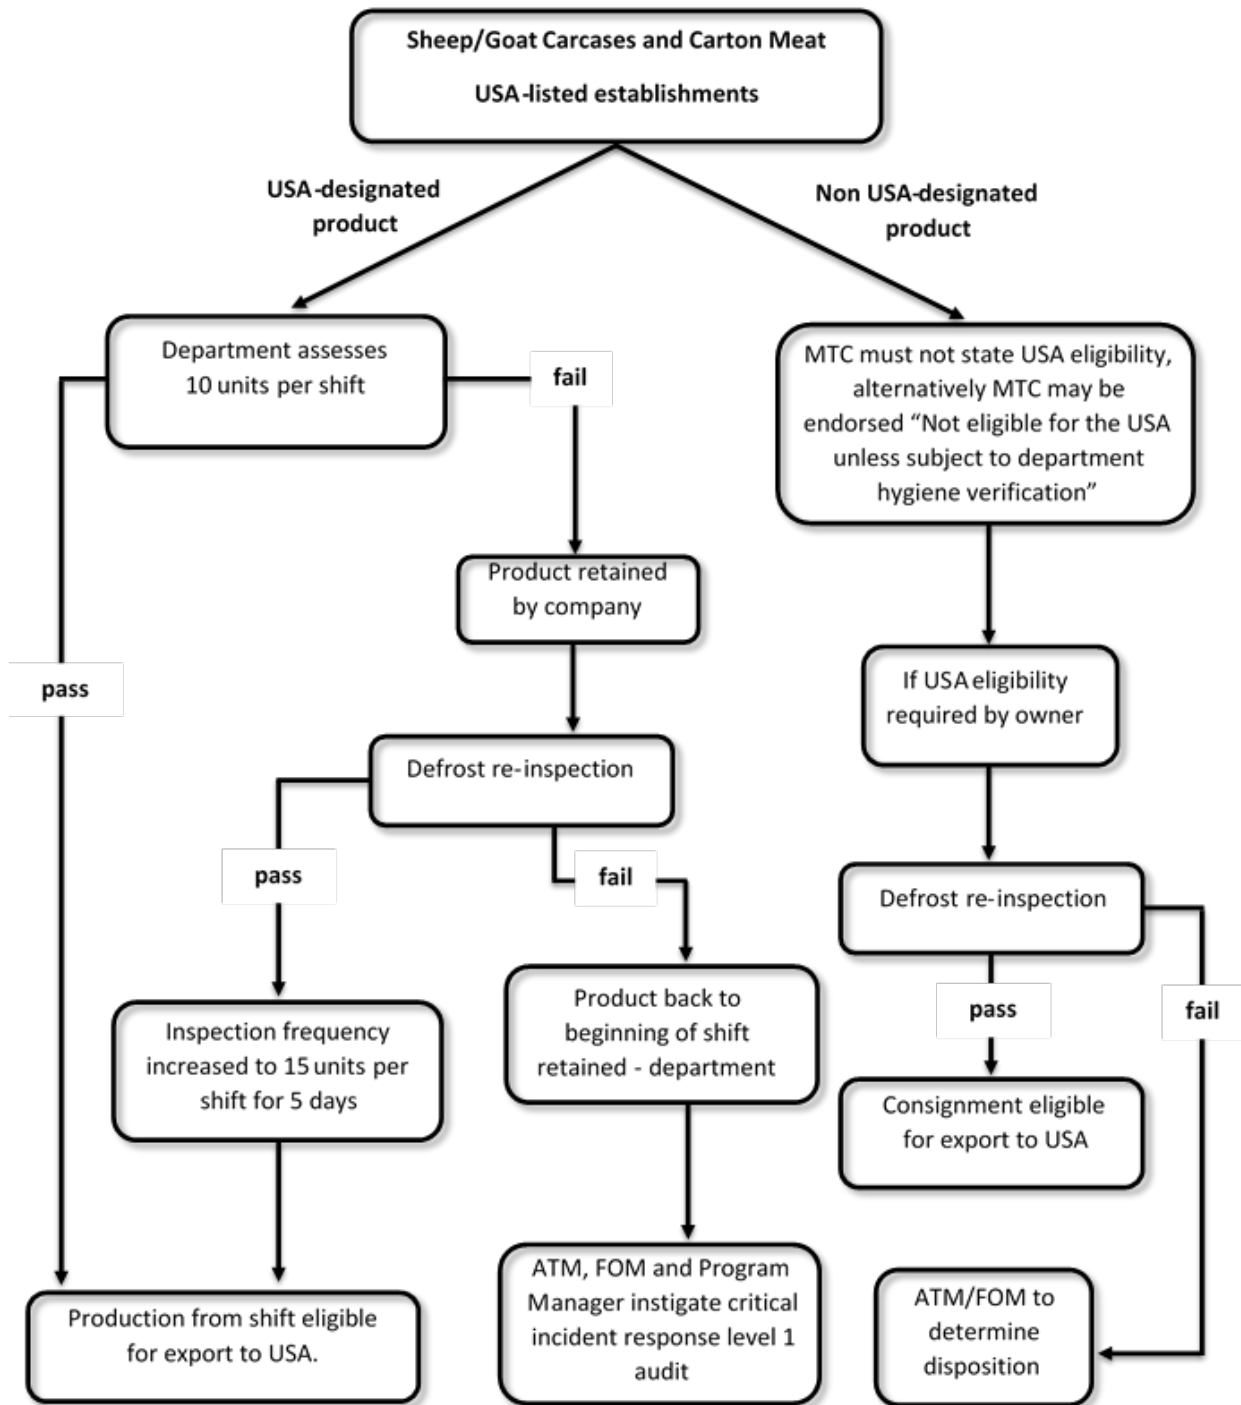 Sheep/Goat Carcases and Carton Meat
USA-listed establishments
USA-designated
product
Non USA-designated
product
Department assesses
10 units per shift
fail
MTC must not state USA eligibility,
alternatively MTC may be
endorsed “Not eligible for the USA
unless subject to department
hygiene verification”
Product retained
by company
pass
If USA eligibility
required by owner
Defrost re-inspection
pass
fail
Defrost re-inspection
Inspection frequency
increased to 15 units per
shift for 5 days
Product back to
beginning of shift
retained - department
pass
fail
Consignment eligible
for export to USA
Production from shift eligible
for export to USA.
ATM, FOM and Program
Manager instigate critical
incident response level 1
audit
ATM/FOM to
determine
disposition